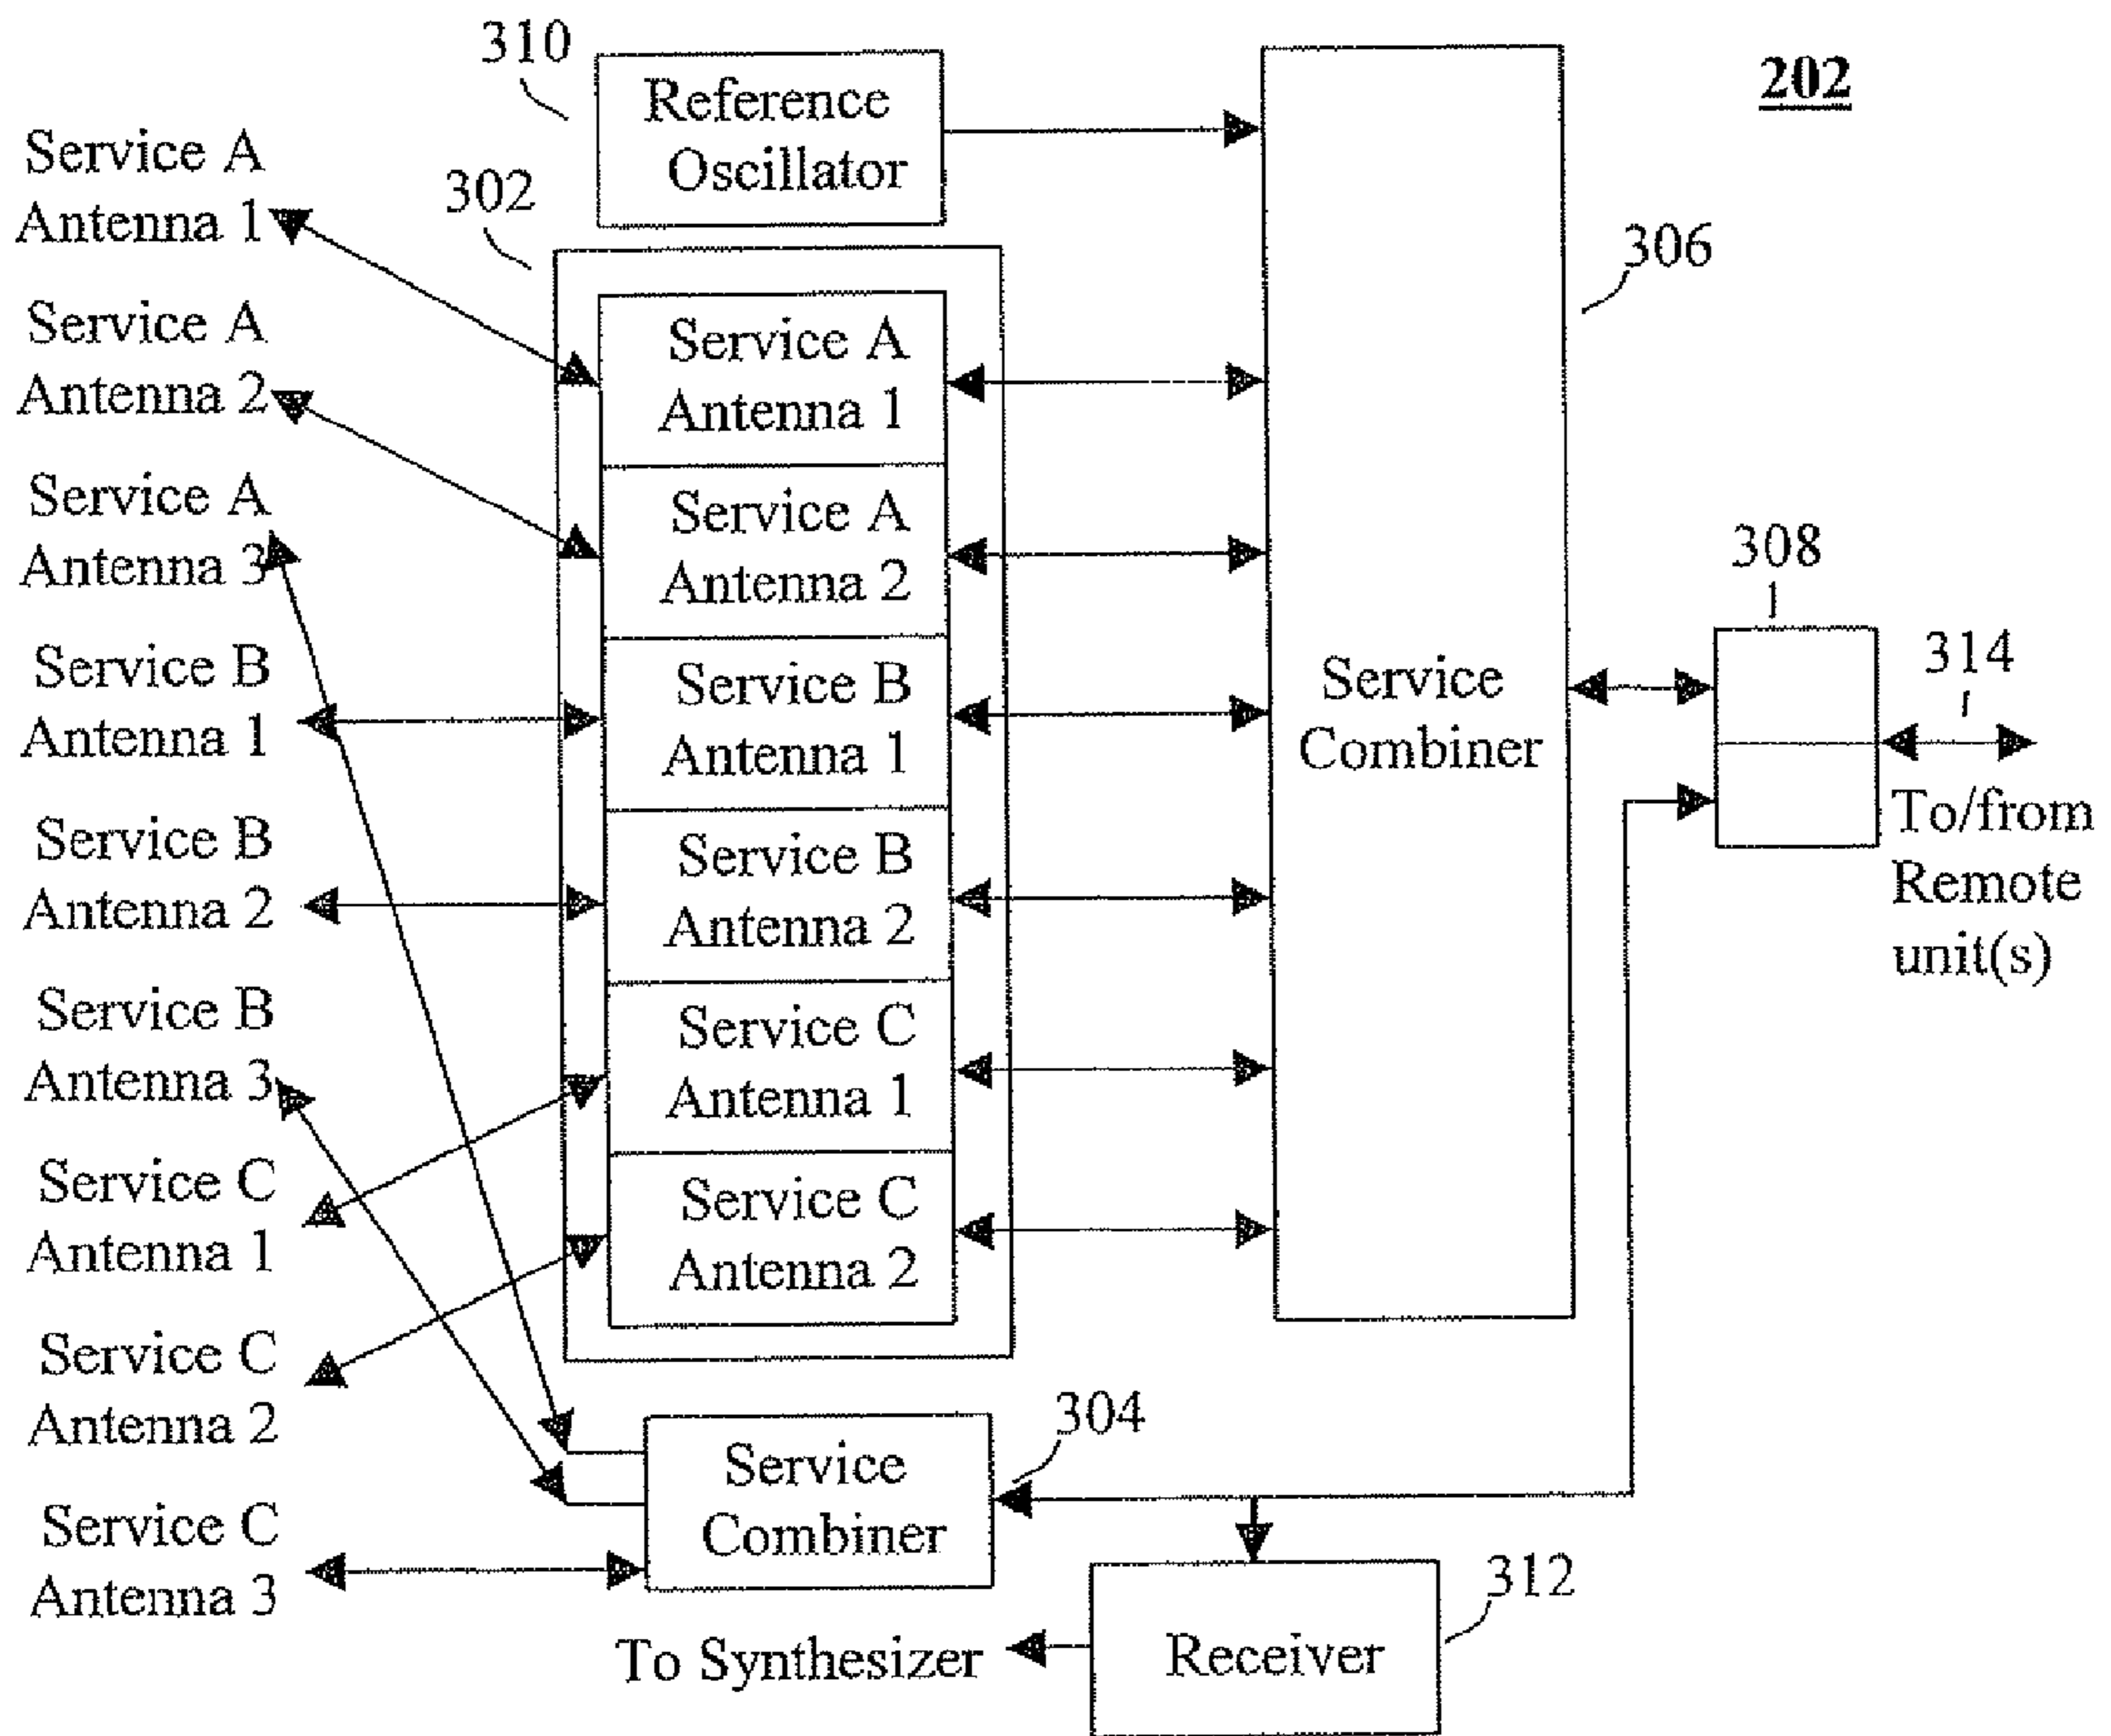 310
Reference
Oscillator
202
Service A
Antenna 1
302
306
Service A
Antenna 2
Service A
Antenna 3
Service B
Antenna 1
Service B
Antenna 2
Service B
Antenna 3
Service C
Antenna 1
Service C
Antenna 2
Service C
Antenna 3
Service A
Antenna 1
Service A
Antenna 2
Service B
Antenna 1
Service B
Antenna 2
Service C
Antenna 1
Service C
Antenna 2
Service
Combiner
308
314
To/from
Remote
unit(s)
304
Service
Combiner
312
To Synthesizer
Receiver